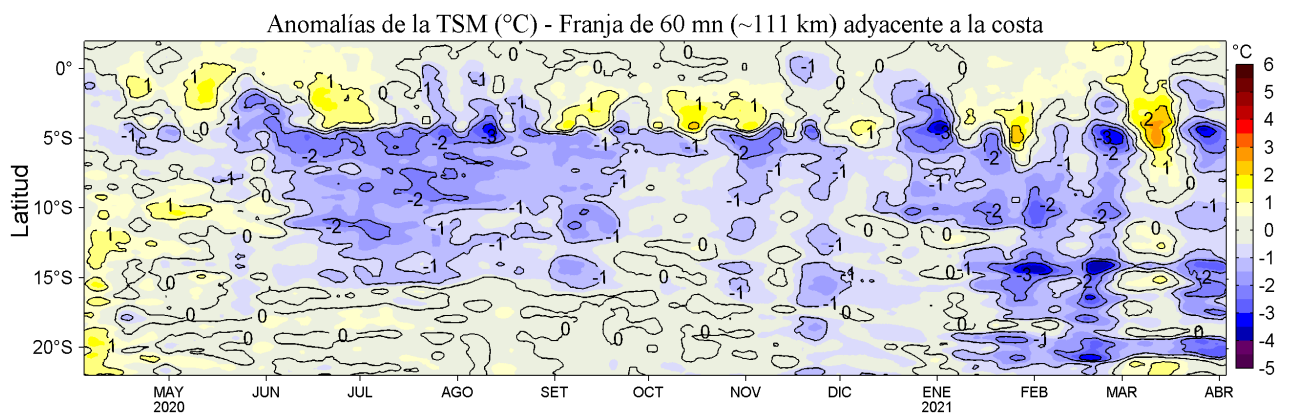 Anomalías de la TSM (°C) - Franja de 60 mn (~111 km) adyacente a la costa
°C
Latitud
0°
5°S
10°S
15°S
20°S
6
5
4
3
2
1
0
-1
-2
-3
-4
-5
MAY JUN JUL AGO SET OCT NOV DIC ENE FEB MAR ABR
2020 2021